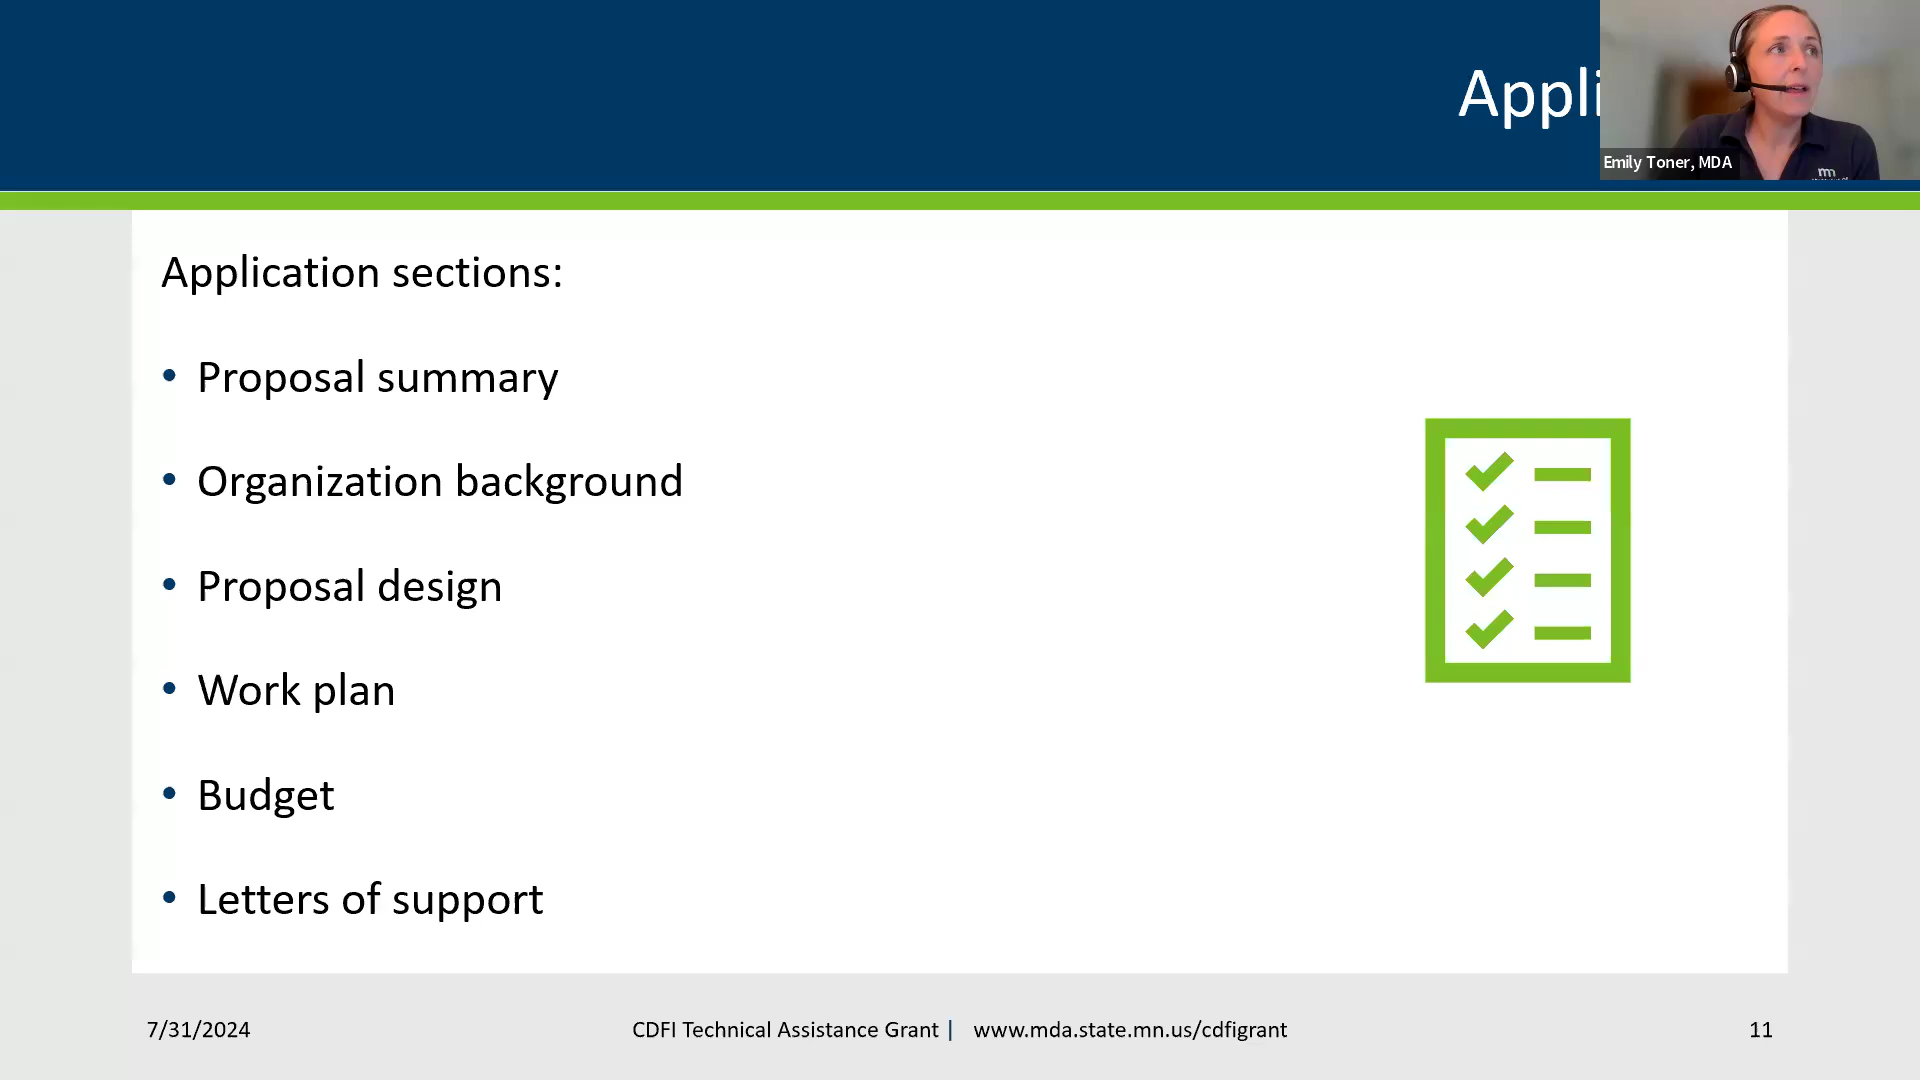 Appli
Emily Toner, MDA
mn
Application sections:
• Proposal summary
• Organization background
• Proposal design
• Work plan
• Budget
• Letters of support
7/31/2024
CDFI Technical Assistance Grant | www.mda.state.mn.us/cdfigrant
11